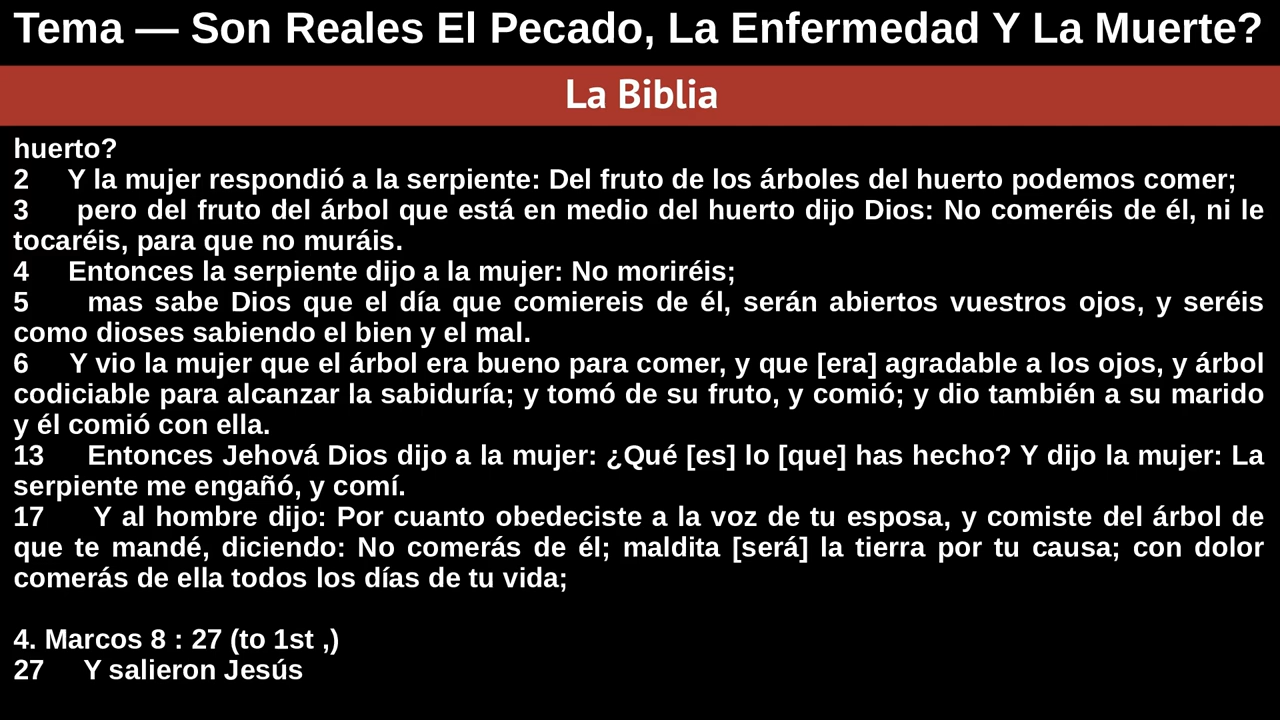 Tema — Son Reales El Pecado, La Enfermedad Y La Muerte?
La Biblia
huerto?
2 Y la mujer respondió a la serpiente: Del fruto de los árboles del huerto podemos comer;
3 pero del fruto del árbol que está en medio del huerto dijo Dios: No comeréis de él, ni le
tocaréis, para que no muráis.
4 Entonces la serpiente dijo a la mujer: No moriréis;
5 mas sabe Dios que el día que comiereis de él, serán abiertos vuestros ojos, y seréis
como dioses sabiendo el bien y el mal.
6 Y vio la mujer que el árbol era bueno para comer, y que [era] agradable a los ojos, y árbol
codiciable para alcanzar la sabiduría; y tomó de su fruto, y comió; y dio también a su marido
y él comió con ella.
13 Entonces Jehová Dios dijo a la mujer: ¿Qué [es] lo [que] has hecho? Y dijo la mujer: La
serpiente me engañó, y comí.
17 Y al hombre dijo: Por cuanto obedeciste a la voz de tu esposa, y comiste del árbol de
que te mandé, diciendo: No comerás de él; maldita [será] la tierra por tu causa; con dolor
comerás de ella todos los días de tu vida;
4. Marcos 8 : 27 (to 1st ,)
27 Y salieron Jesús